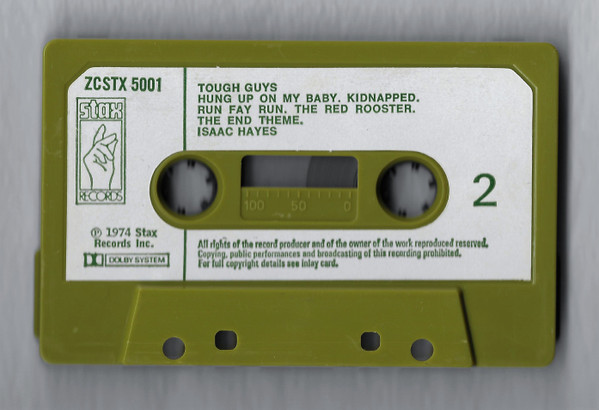 ZCSTX 5001
stax
RECORDS
TOUGH GUYS
HUNG UP ON MY BABY. KIDNAPPED.
RUN FAY RUN. THE RED ROOSTER.
THE END THEME.
ISAAC HAYES
100 50 0
2
℗ 1974 Stax
Records Inc.
DOLBY SYSTEM
All rights of the record producer and of the owner of the work reproduced reserved.
Copying, public performances and broadcasting of this recording prohibited.
For full copyright details see inlay card.